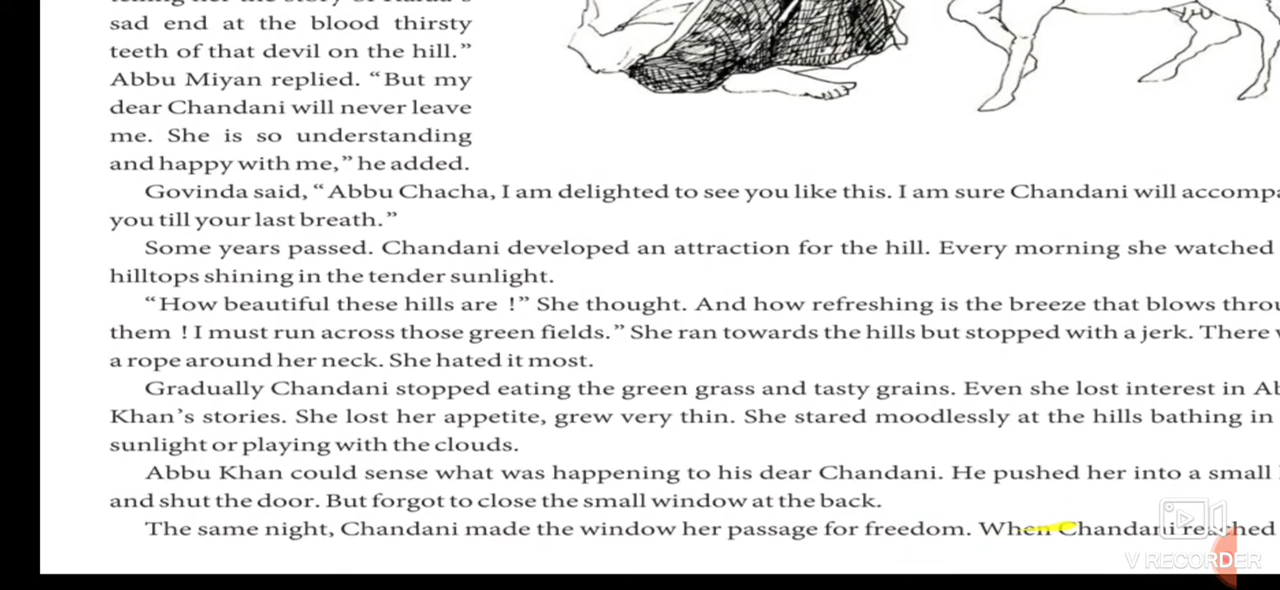 sad end at the blood thirsty
teeth of that devil on the hill.”
Abbu Miyan replied. “But my
dear Chandani will never leave
me. She is so understanding
and happy with me,” he added.
Govinda said, “Abbu Chacha, I am delighted to see you like this. I am sure Chandani will accompa
you till your last breath.”
Some years passed. Chandani developed an attraction for the hill. Every morning she watched
hilltops shining in the tender sunlight.
“How beautiful these hills are !” She thought. And how refreshing is the breeze that blows throu
them ! I must run across those green fields.” She ran towards the hills but stopped with a jerk. There
a rope around her neck. She hated it most.
Gradually Chandani stopped eating the green grass and tasty grains. Even she lost interest in Ab
Khan’s stories. She lost her appetite, grew very thin. She stared moodlessly at the hills bathing in
sunlight or playing with the clouds.
Abbu Khan could sense what was happening to his dear Chandani. He pushed her into a small
and shut the door. But forgot to close the small window at the back.
The same night, Chandani made the window her passage for freedom. When Chandani reached
V RECORDER